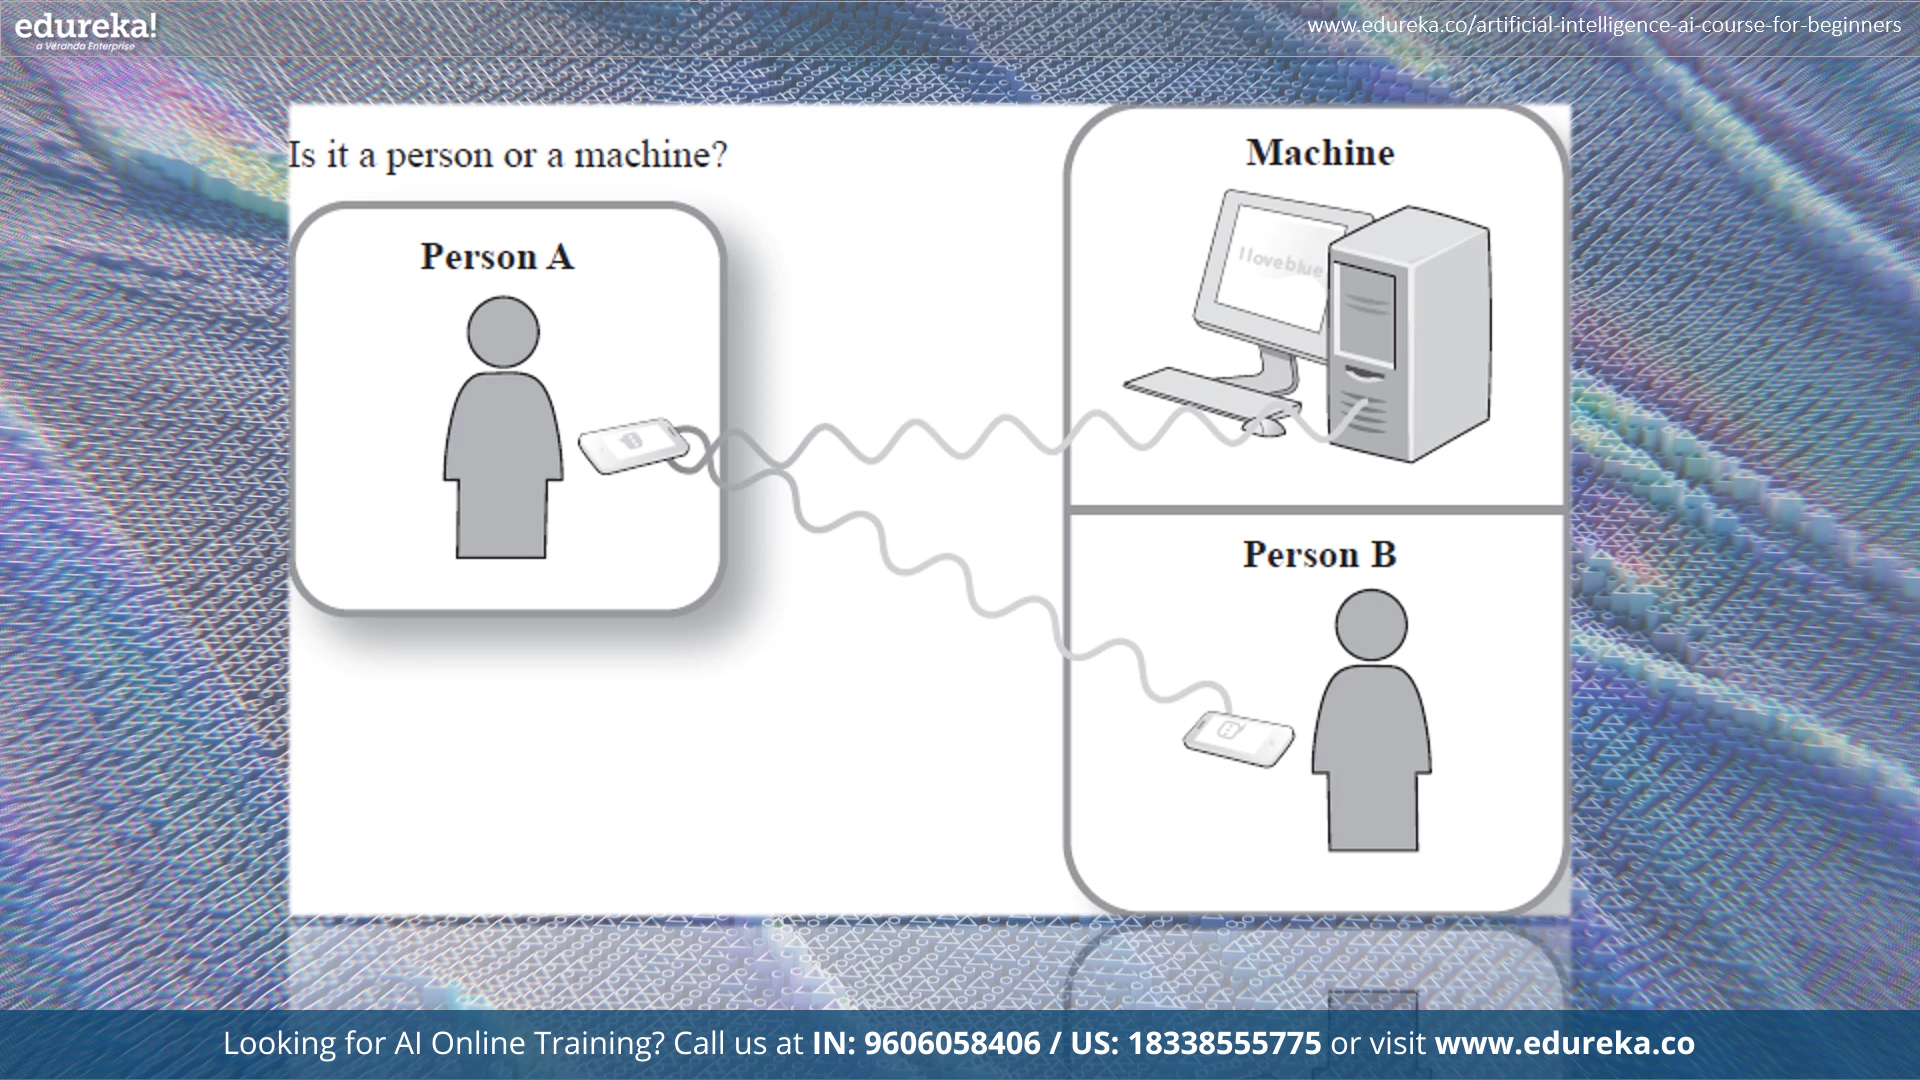 edureka!
a Veranda Enterprise
www.edureka.co/artificial-intelligence-ai-course-for-beginners
Is it a person or a machine?
Machine
Person A
I love blue
Person B
Looking for AI Online Training? Call us at IN: 9606058406 / US: 18338555775 or visit www.edureka.co